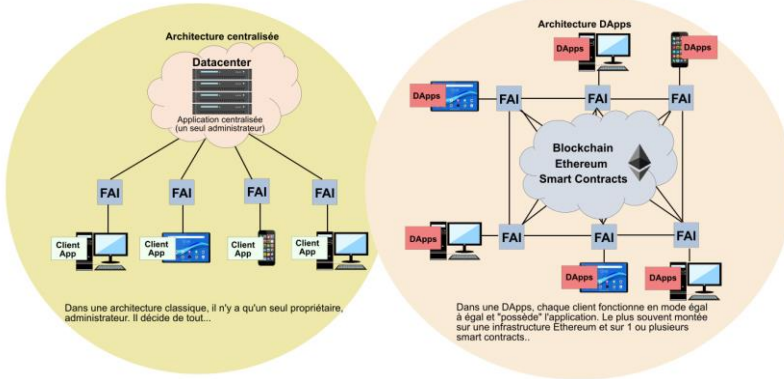 Architecture centralisée
Datacenter
Application centralisée
(un seul administrateur)
FAI
FAI
FAI
FAI
Client
App
Client
App
Client
App
Client
App
Dans une architecture classique, il n'y a qu'un seul propriétaire,
administrateur. Il décide de tout...
Architecture DApps
DApps
DApps
DApps
FAI
FAI
FAI
Blockchain
Ethereum
Smart Contracts
DApps
FAI
FAI
FAI
DApps
DApps
Dans une DApps, chaque client fonctionne en mode égal
à égal et "possède" l'application. Le plus souvent montée
sur une infrastructure Ethereum et sur 1 ou plusieurs
smart contracts..